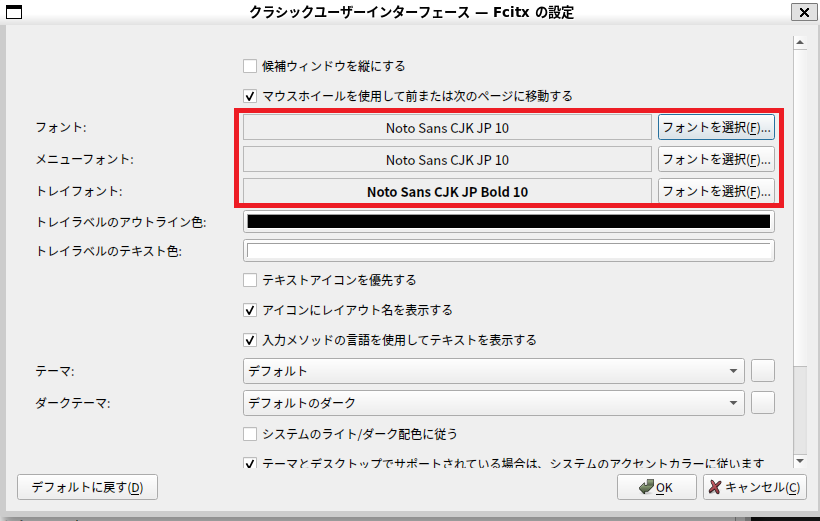 クラシックユーザーインターフェース — Fcitx の設定
候補ウィンドウを縦にする
マウスホイールを使用して前または次のページに移動する
フォント: Noto Sans CJK JP 10 フォントを選択(F)...
メニューフォント: Noto Sans CJK JP 10 フォントを選択(F)...
トレイフォント: Noto Sans CJK JP Bold 10 フォントを選択(F)...
トレイラベルのアウトライン色:
トレイラベルのテキスト色:
テキストアイコンを優先する
アイコンにレイアウト名を表示する
入力メソッドの言語を使用してテキストを表示する
テーマ: デフォルト
ダークテーマ: デフォルトのダーク
システムのライト/ダーク配色に従う
テーマとデスクトップでサポートされている場合は、システムのアクセントカラーに従います
デフォルトに戻す(D) OK キャンセル(C)